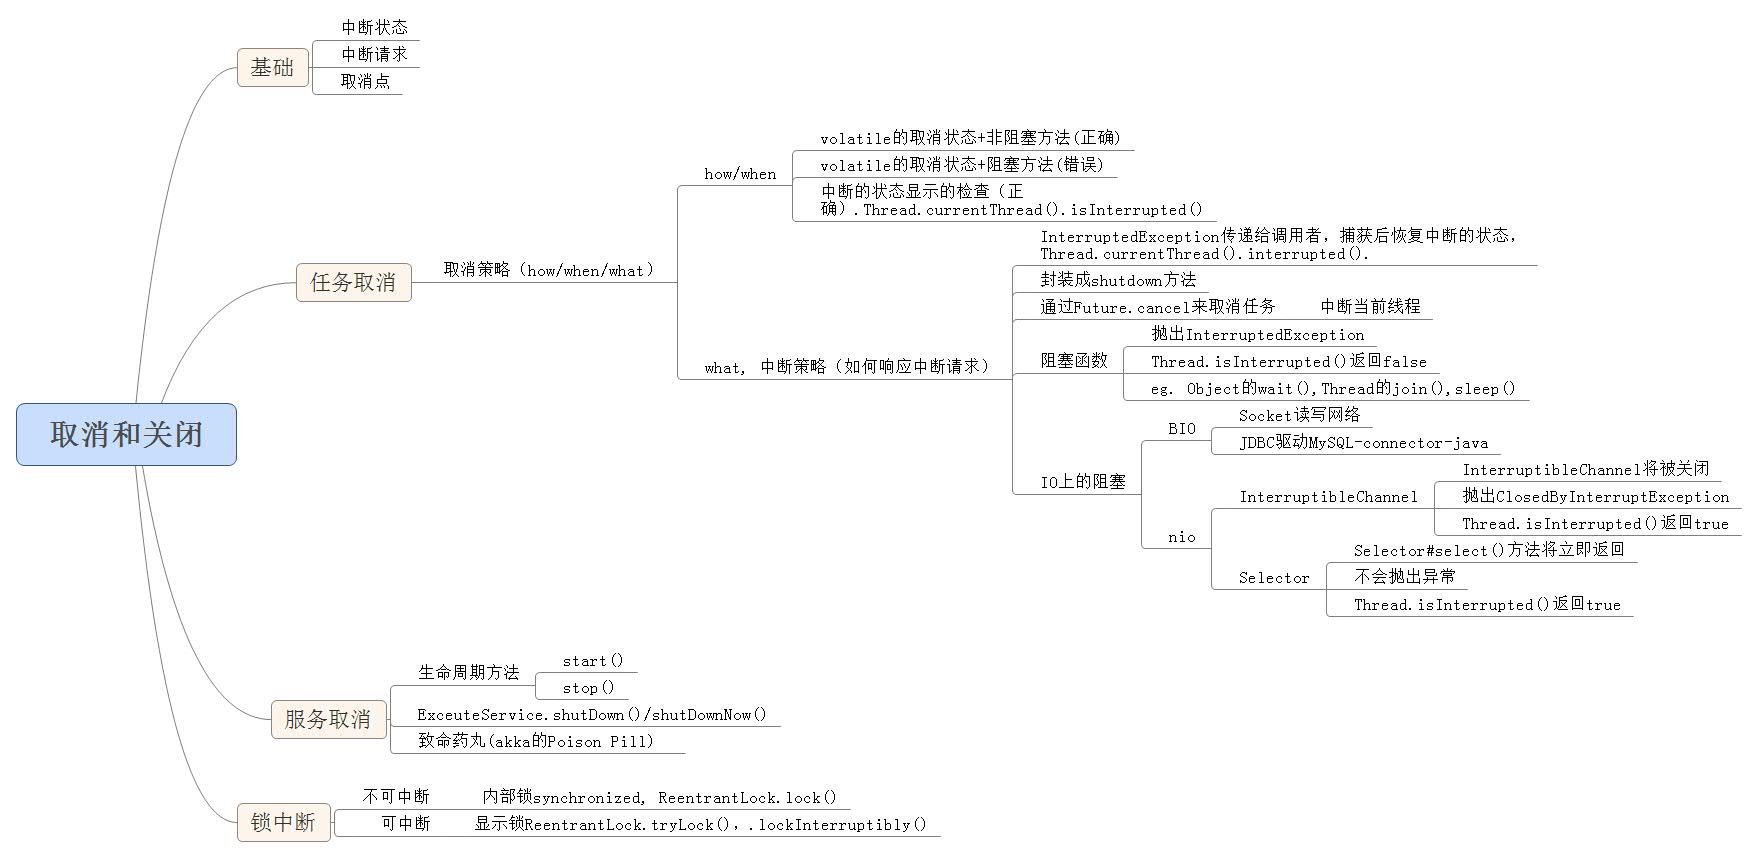 取消和关闭
基础
中断状态
中断请求
取消点
任务取消
取消策略（how/when/what）
how/when
volatile的取消状态+非阻塞方法(正确)
volatile的取消状态+阻塞方法(错误)
中断的状态显示的检查（正
确）.Thread.currentThread().isInterrupted()
what, 中断策略（如何响应中断请求）
InterruptedException传递给调用者，捕获后恢复中断的状态，
Thread.currentThread().interrupted().
封装成shutdown方法
通过Future.cancel来取消任务
中断当前线程
阻塞函数
抛出InterruptedException
Thread.isInterrupted()返回false
eg. Object的wait(),Thread的join(),sleep()
IO上的阻塞
BIO
Socket读写网络
JDBC驱动MySQL-connector-java
nio
InterruptibleChannel
InterruptibleChannel将被关闭
抛出ClosedByInterruptException
Thread.isInterrupted()返回true
Selector
Selector#select()方法将立即返回
不会抛出异常
Thread.isInterrupted()返回true
服务取消
生命周期方法
start()
stop()
ExceuteService.shutDown()/shutDownNow()
致命药丸(akka的Poison Pill)
锁中断
不可中断
内部锁synchronized, ReentrantLock.lock()
可中断
显示锁ReentrantLock.tryLock()，.lockInterruptibly()